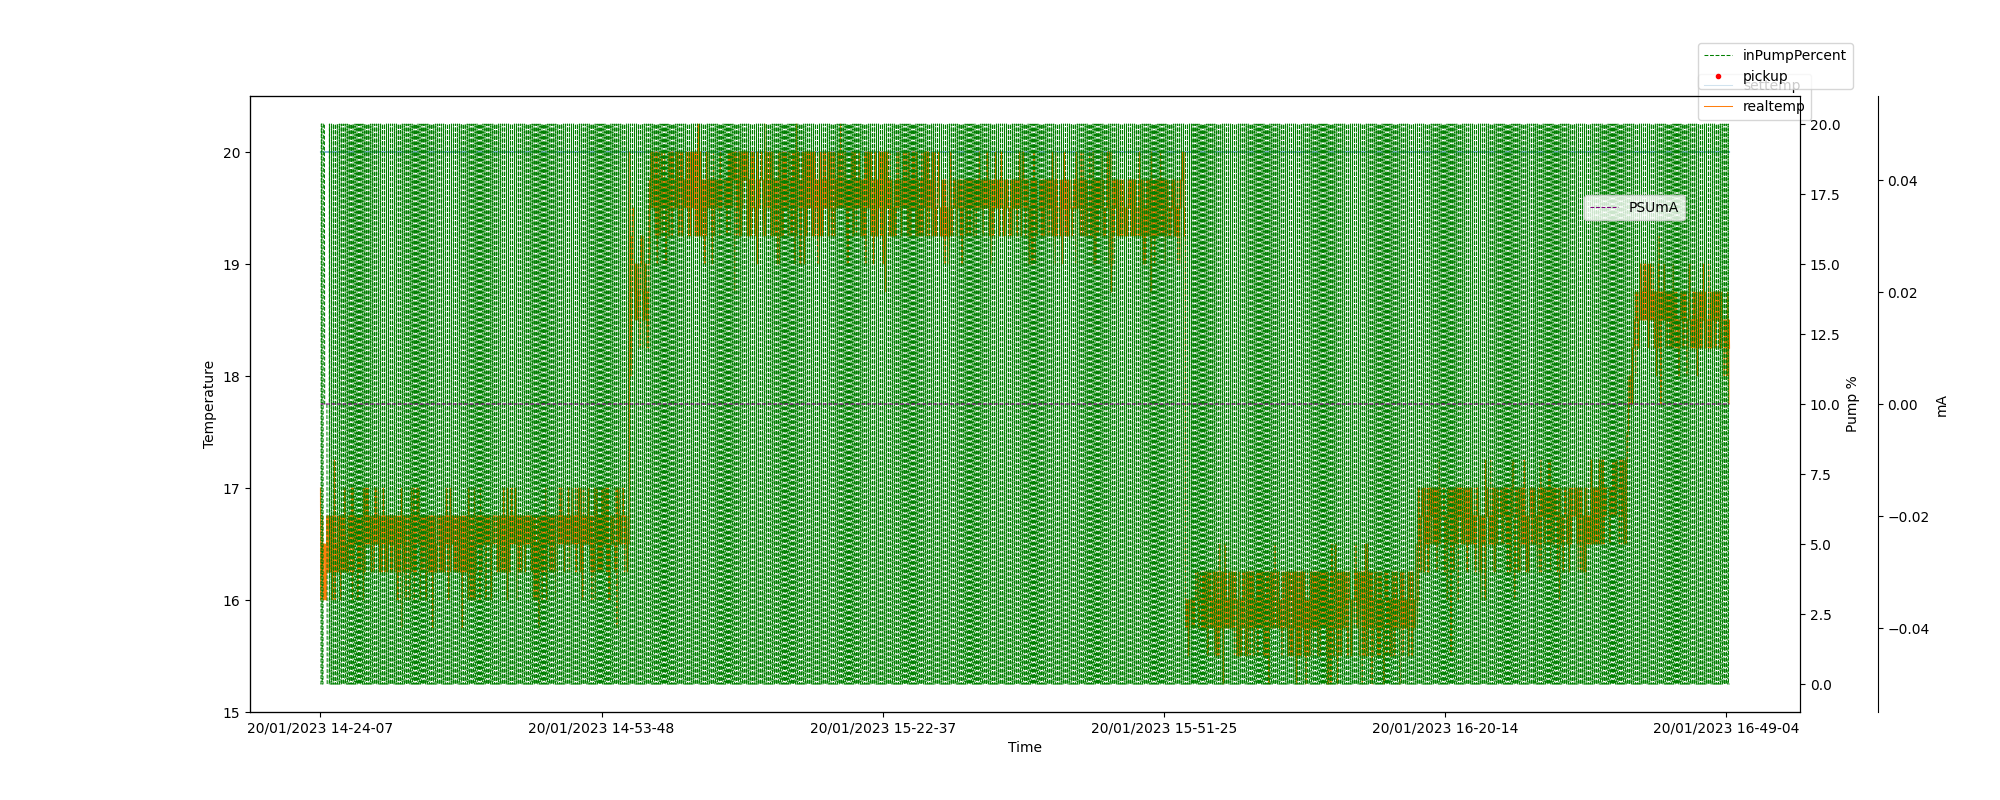 inPumpPercent
pickup
settemp
realtemp
PSUmA
Temperature
20
19
18
17
16
15
20.0
17.5
15.0
12.5
10.0
7.5
5.0
2.5
0.0
Pump %
0.04
0.02
0.00
−0.02
−0.04
mA
20/01/2023 14-24-07
20/01/2023 14-53-48
20/01/2023 15-22-37
20/01/2023 15-51-25
20/01/2023 16-20-14
20/01/2023 16-49-04
Time